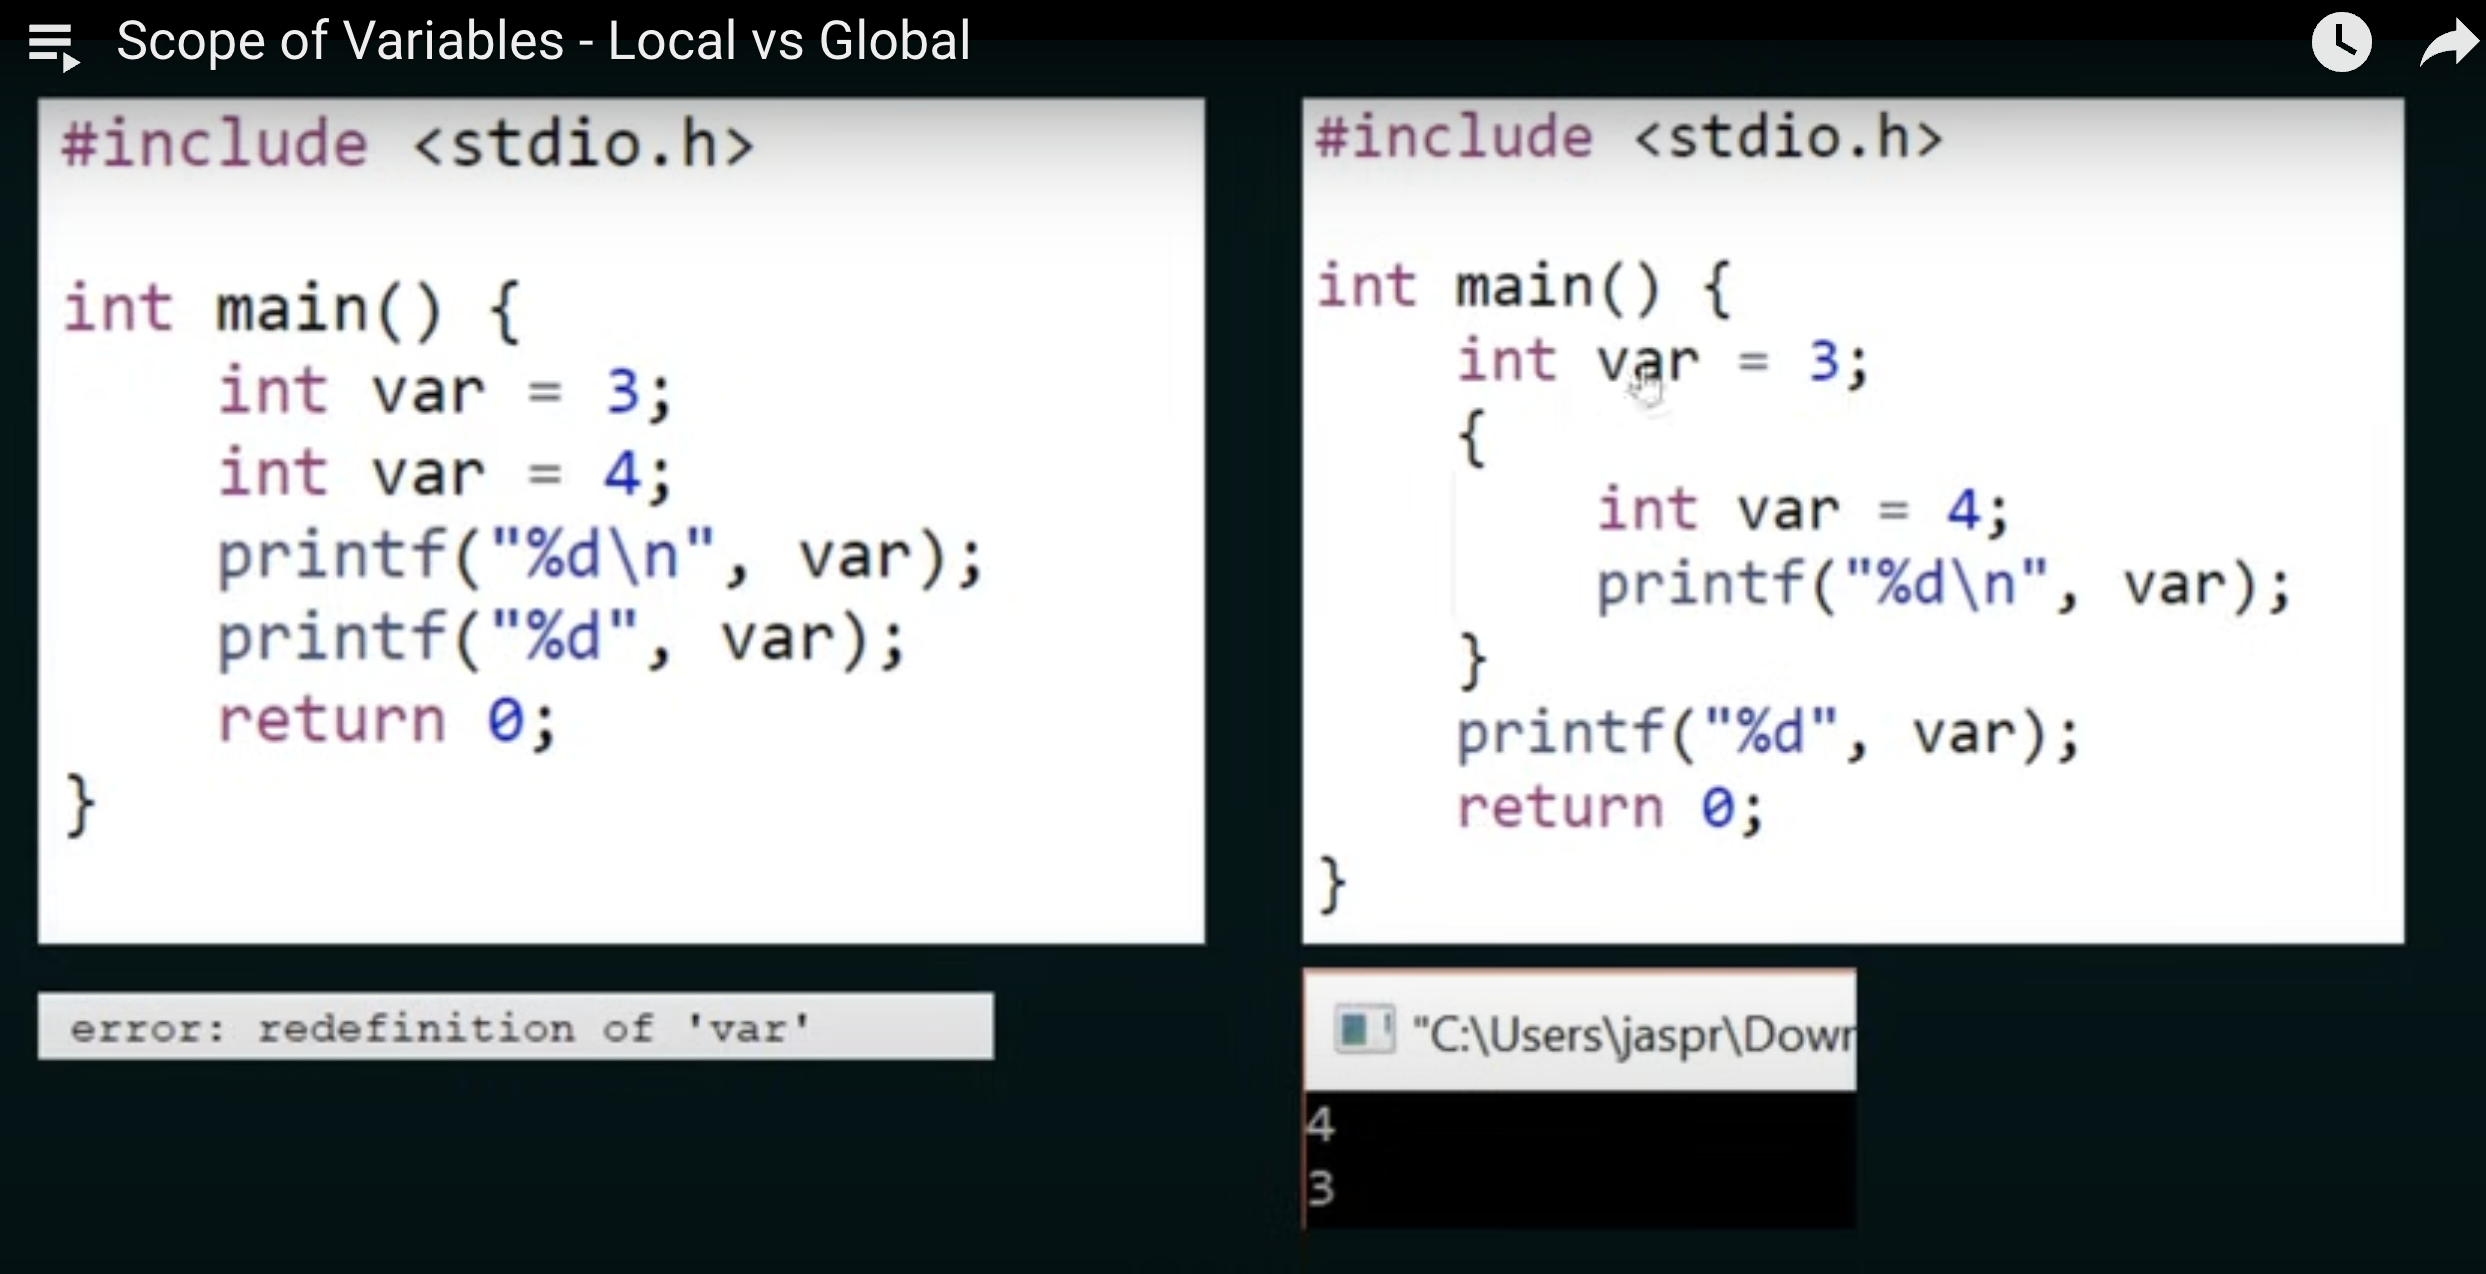 Scope of Variables - Local vs Global
#include <stdio.h>
int main() {
int var = 3;
int var = 4;
printf("%d\n", var);
printf("%d", var);
return 0;
}
error: redefinition of 'var'
#include <stdio.h>
int main() {
int var = 3;
{
int var = 4;
printf("%d\n", var);
}
printf("%d", var);
return 0;
}
"C:\Users\jaspr\Dowr
4
3